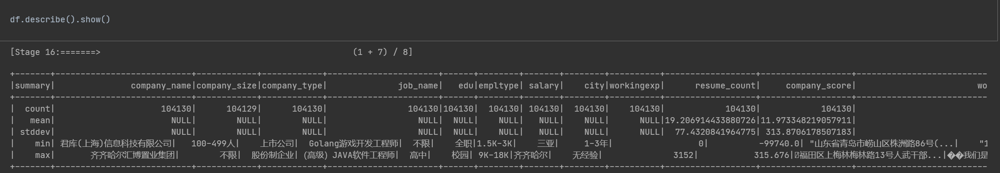 df.describe().show()
[Stage 16:=======>                                                  (1 + 7) / 8]
+-------+---------------------------+------------+------------+-----------------------+------+---------+-------+--------+----------+------------------+------------------+---------------------------
|summary|               company_name|company_size|company_type|               job_name|   edu|empltype| salary|    city|workingexp|      resume_count|     company_score|                         wo
+-------+---------------------------+------------+------------+-----------------------+------+---------+-------+--------+----------+------------------+------------------+---------------------------
|  count|                     104130|      104129|      104130|                 104130|104130|  104130| 104130|  104130|    104130|            104130|            104130|
|   mean|                       NULL|        NULL|        NULL|                   NULL|  NULL|    NULL|   NULL|    NULL|      NULL|19.206914433880726|11.973348219057911|
| stddev|                       NULL|        NULL|        NULL|                   NULL|  NULL|    NULL|   NULL|    NULL|      NULL|  77.4320841964775| 313.8706178507183|
|    min| 君库(上海)信息科技有限公司|   100-499人|    上市公司|  Golang游戏开发工程师|  不限|    全职|1.5K-3K|    三亚|     1-3年|                 0|          -99740.0| "山东省青岛市崂山区株洲路86号(...|    "1
|    max|       齐齐哈尔汇博置业集团|        不限|  股份制企业|（高级）JAVA软件工程师|  高中|    校园| 9K-18K|齐齐哈尔|    无经验|              3152|           315.676|福田区上梅林梅林路13号人武干部...|��我们是
+-------+---------------------------+------------+------------+-----------------------+------+---------+-------+--------+----------+------------------+------------------+---------------------------